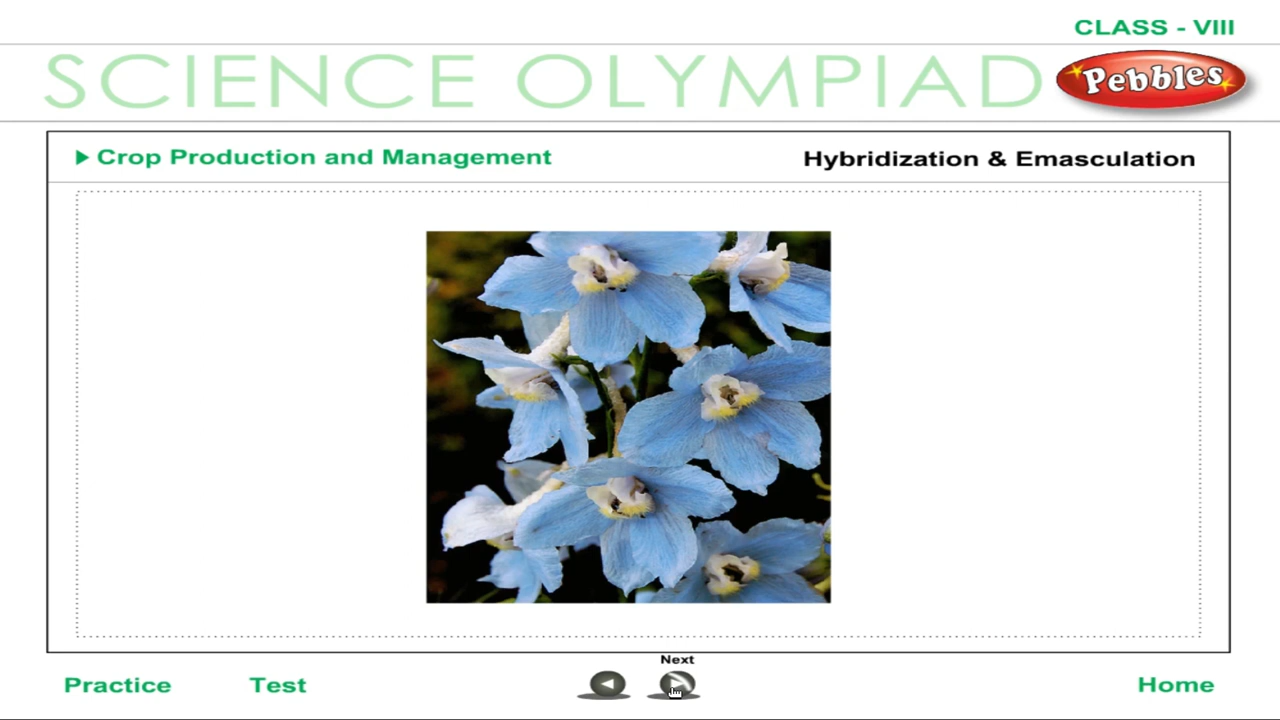 CLASS - VIII
SCIENCE OLYMPIAD
Pebbles
Crop Production and Management
Hybridization & Emasculation
Next
Practice
Test
Home